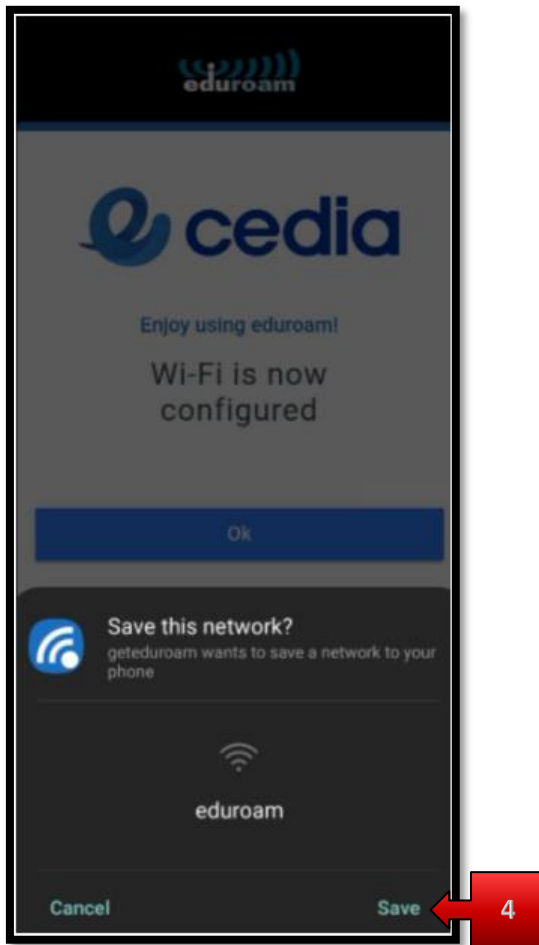 eduroam
cedia
Enjoy using eduroam!
Wi-Fi is now
configured
Ok
Save this network?
geteduroam wants to save a network to your
phone
eduroam
Cancel
Save
4